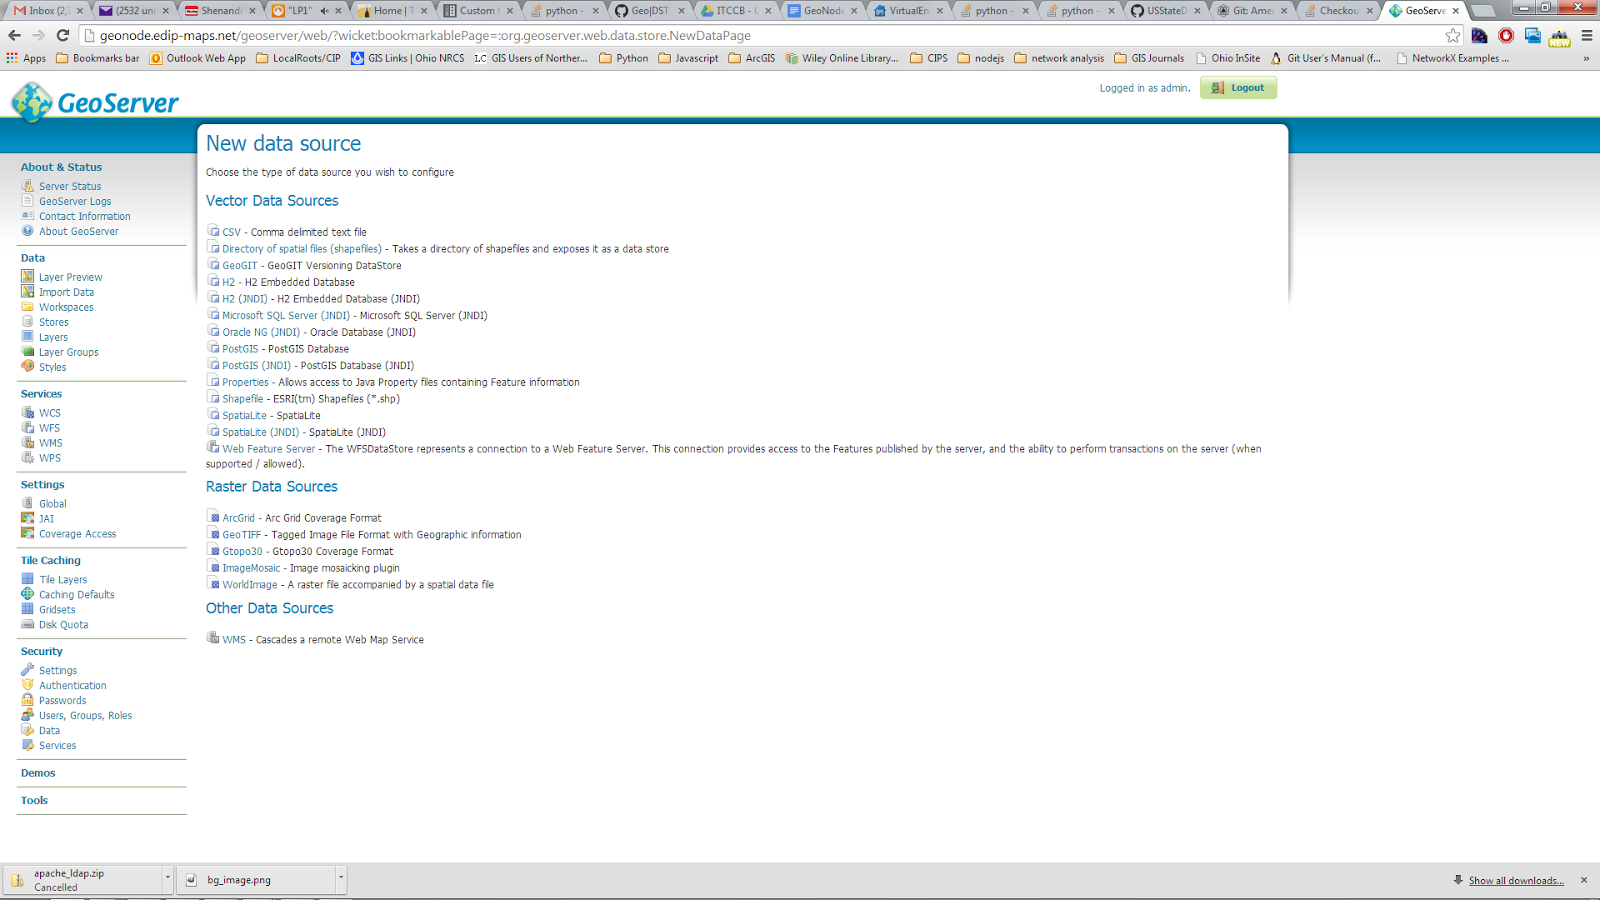 Inbox (2,
(2532 unr
Shenand
"LP1"
Home | T
Custom t
python -
Geo|DST
ITCCB - (
GeoNode
VirtualEn
python -
python -
USStateD
Git: Amer
Checkout
GeoServe
geonode.edip-maps.net/geoserver/web/?wicket:bookmarkablePage=:org.geoserver.web.data.store.NewDataPage
Apps Bookmarks bar Outlook Web App LocalRoots/CIP GIS Links | Ohio NRCS LC GIS Users of Norther... Python Javascript ArcGIS Wiley Online Library... CIPS nodejs network analysis GIS Journals Ohio InSite Git User's Manual (f... NetworkX Examples ... »
GeoServer
Logged in as admin. Logout
About & Status
Server Status
GeoServer Logs
Contact Information
About GeoServer
Data
Layer Preview
Import Data
Workspaces
Stores
Layers
Layer Groups
Styles
Services
WCS
WFS
WMS
WPS
Settings
Global
JAI
Coverage Access
Tile Caching
Tile Layers
Caching Defaults
Gridsets
Disk Quota
Security
Settings
Authentication
Passwords
Users, Groups, Roles
Data
Services
Demos
Tools
New data source
Choose the type of data source you wish to configure
Vector Data Sources
CSV - Comma delimited text file
Directory of spatial files (shapefiles) - Takes a directory of shapefiles and exposes it as a data store
GeoGIT - GeoGIT Versioning DataStore
H2 - H2 Embedded Database
H2 (JNDI) - H2 Embedded Database (JNDI)
Microsoft SQL Server (JNDI) - Microsoft SQL Server (JNDI)
Oracle NG (JNDI) - Oracle Database (JNDI)
PostGIS - PostGIS Database
PostGIS (JNDI) - PostGIS Database (JNDI)
Properties - Allows access to Java Property files containing Feature information
Shapefile - ESRI(tm) Shapefiles (*.shp)
SpatiaLite - SpatiaLite
SpatiaLite (JNDI) - SpatiaLite (JNDI)
Web Feature Server - The WFSDataStore represents a connection to a Web Feature Server. This connection provides access to the Features published by the server, and the ability to perform transactions on the server (when
supported / allowed).
Raster Data Sources
ArcGrid - Arc Grid Coverage Format
GeoTIFF - Tagged Image File Format with Geographic information
Gtopo30 - Gtopo30 Coverage Format
ImageMosaic - Image mosaicking plugin
WorldImage - A raster file accompanied by a spatial data file
Other Data Sources
WMS - Cascades a remote Web Map Service
apache_ldap.zip
Cancelled
bg_image.png
Show all downloads...